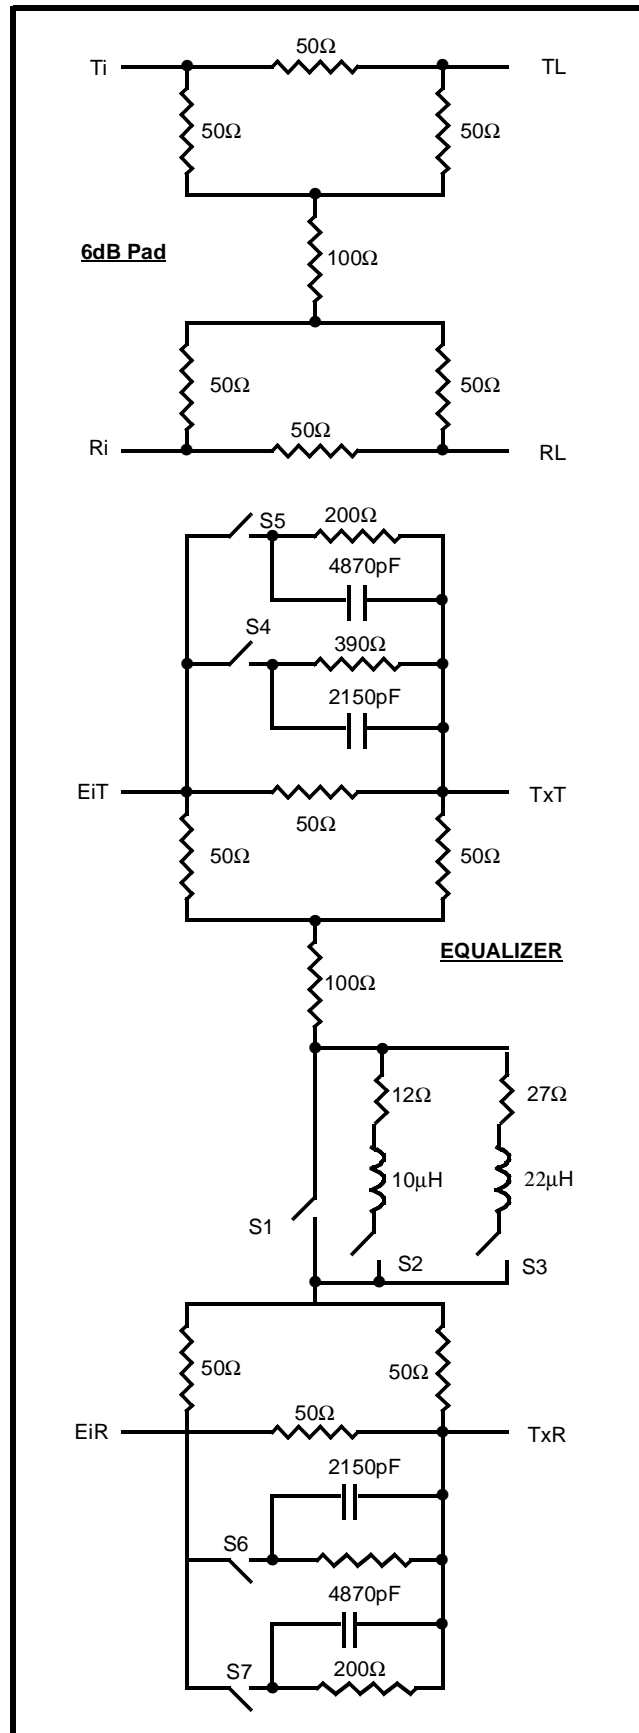 50Ω
Ti
TL
50Ω
50Ω
6dB Pad
100Ω
50Ω
50Ω
50Ω
Ri
RL
S5
200Ω
4870pF
S4
390Ω
2150pF
EiT
TxT
50Ω
50Ω
50Ω
EQUALIZER
100Ω
12Ω
27Ω
10μH
22μH
S1
S2
S3
50Ω
50Ω
50Ω
EiR
TxR
2150pF
S6
4870pF
S7
200Ω